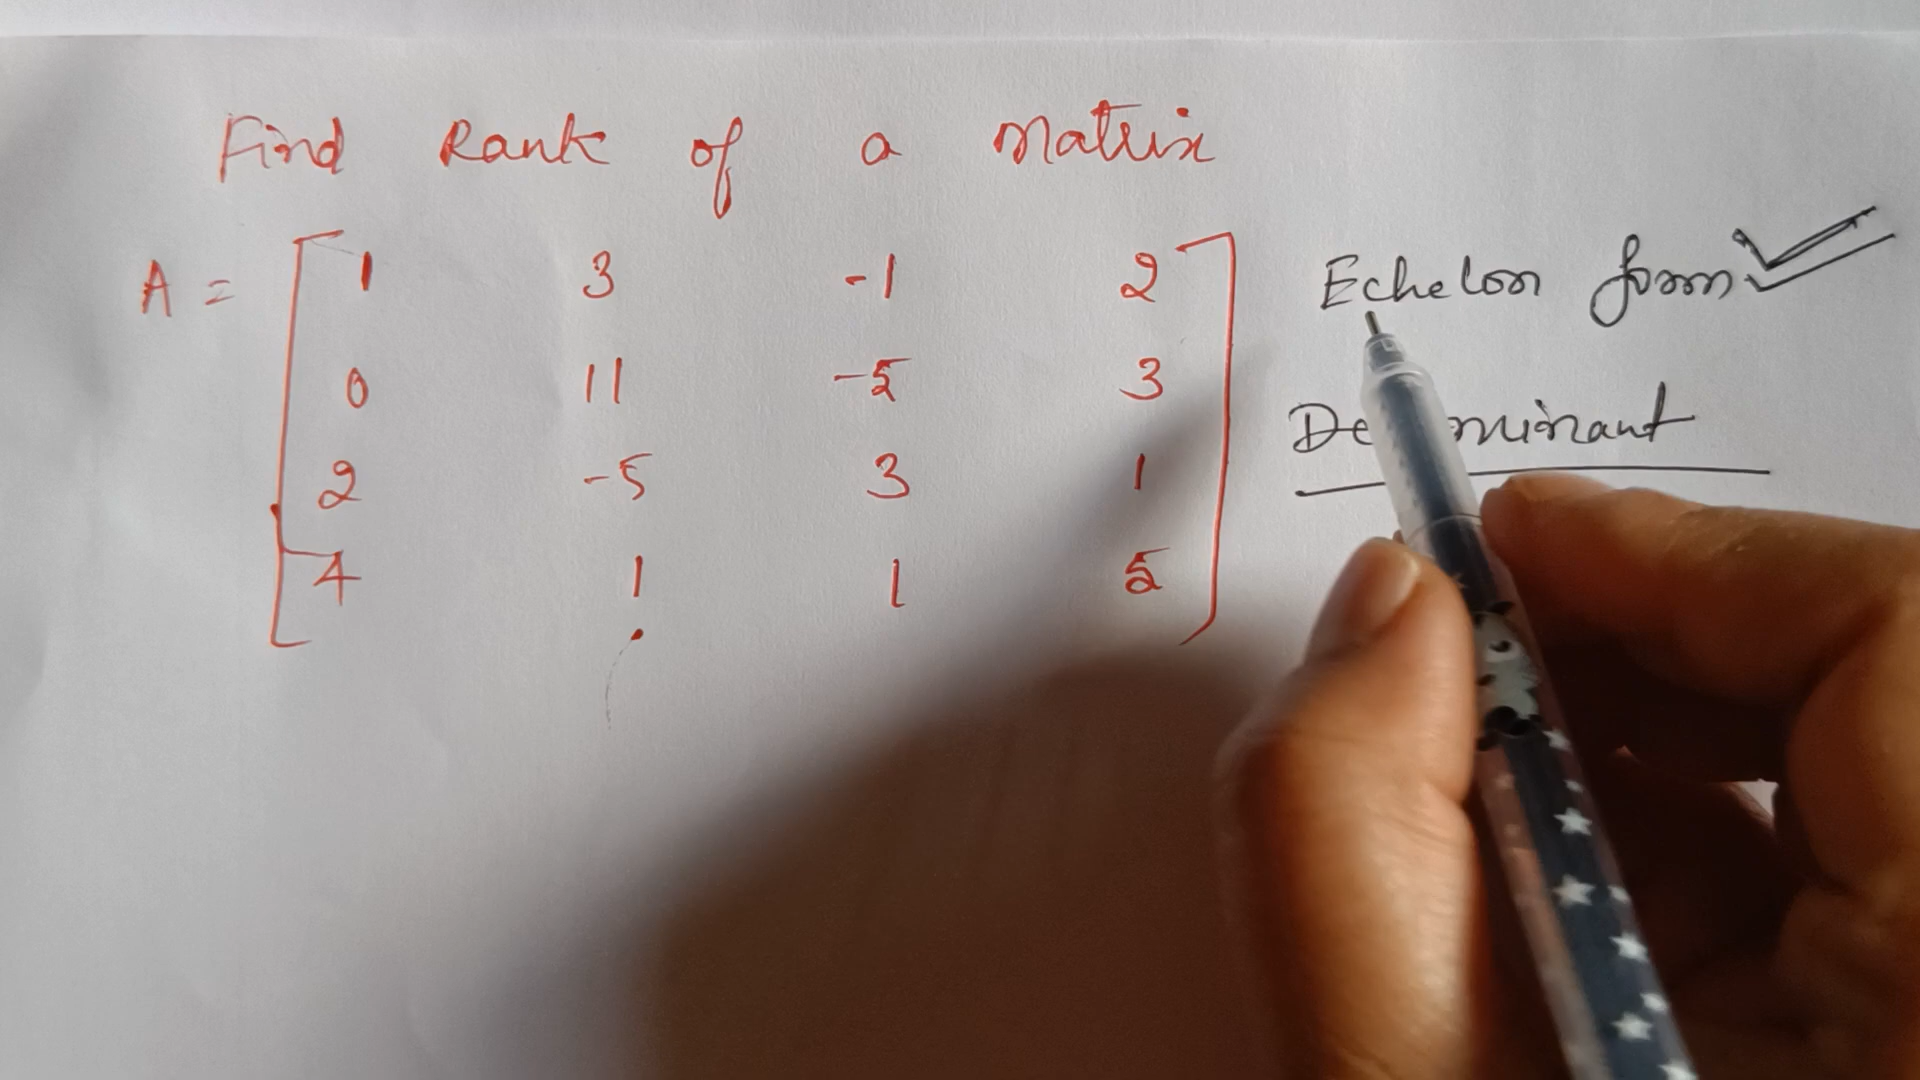 Find Rank of a Matrix
A = [ 1 3 -1 2
0 11 -5 3
2 -5 3 1
4 1 1 5 ]
Echelon form